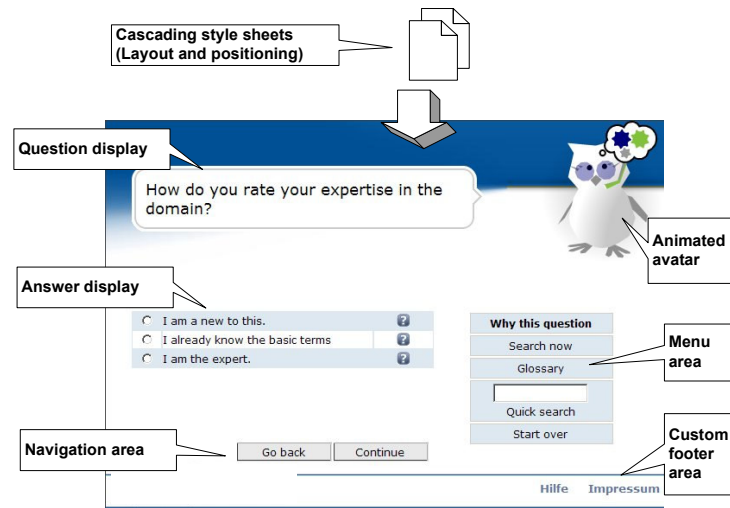 Cascading style sheets
(Layout and positioning)
Question display
How do you rate your expertise in the
domain?
Animated
avatar
Answer display
I am a new to this.
I already know the basic terms
I am the expert.
Why this question
Search now
Glossary
Quick search
Start over
Menu
area
Navigation area
Go back
Continue
Custom
footer
area
Hilfe
Impressum